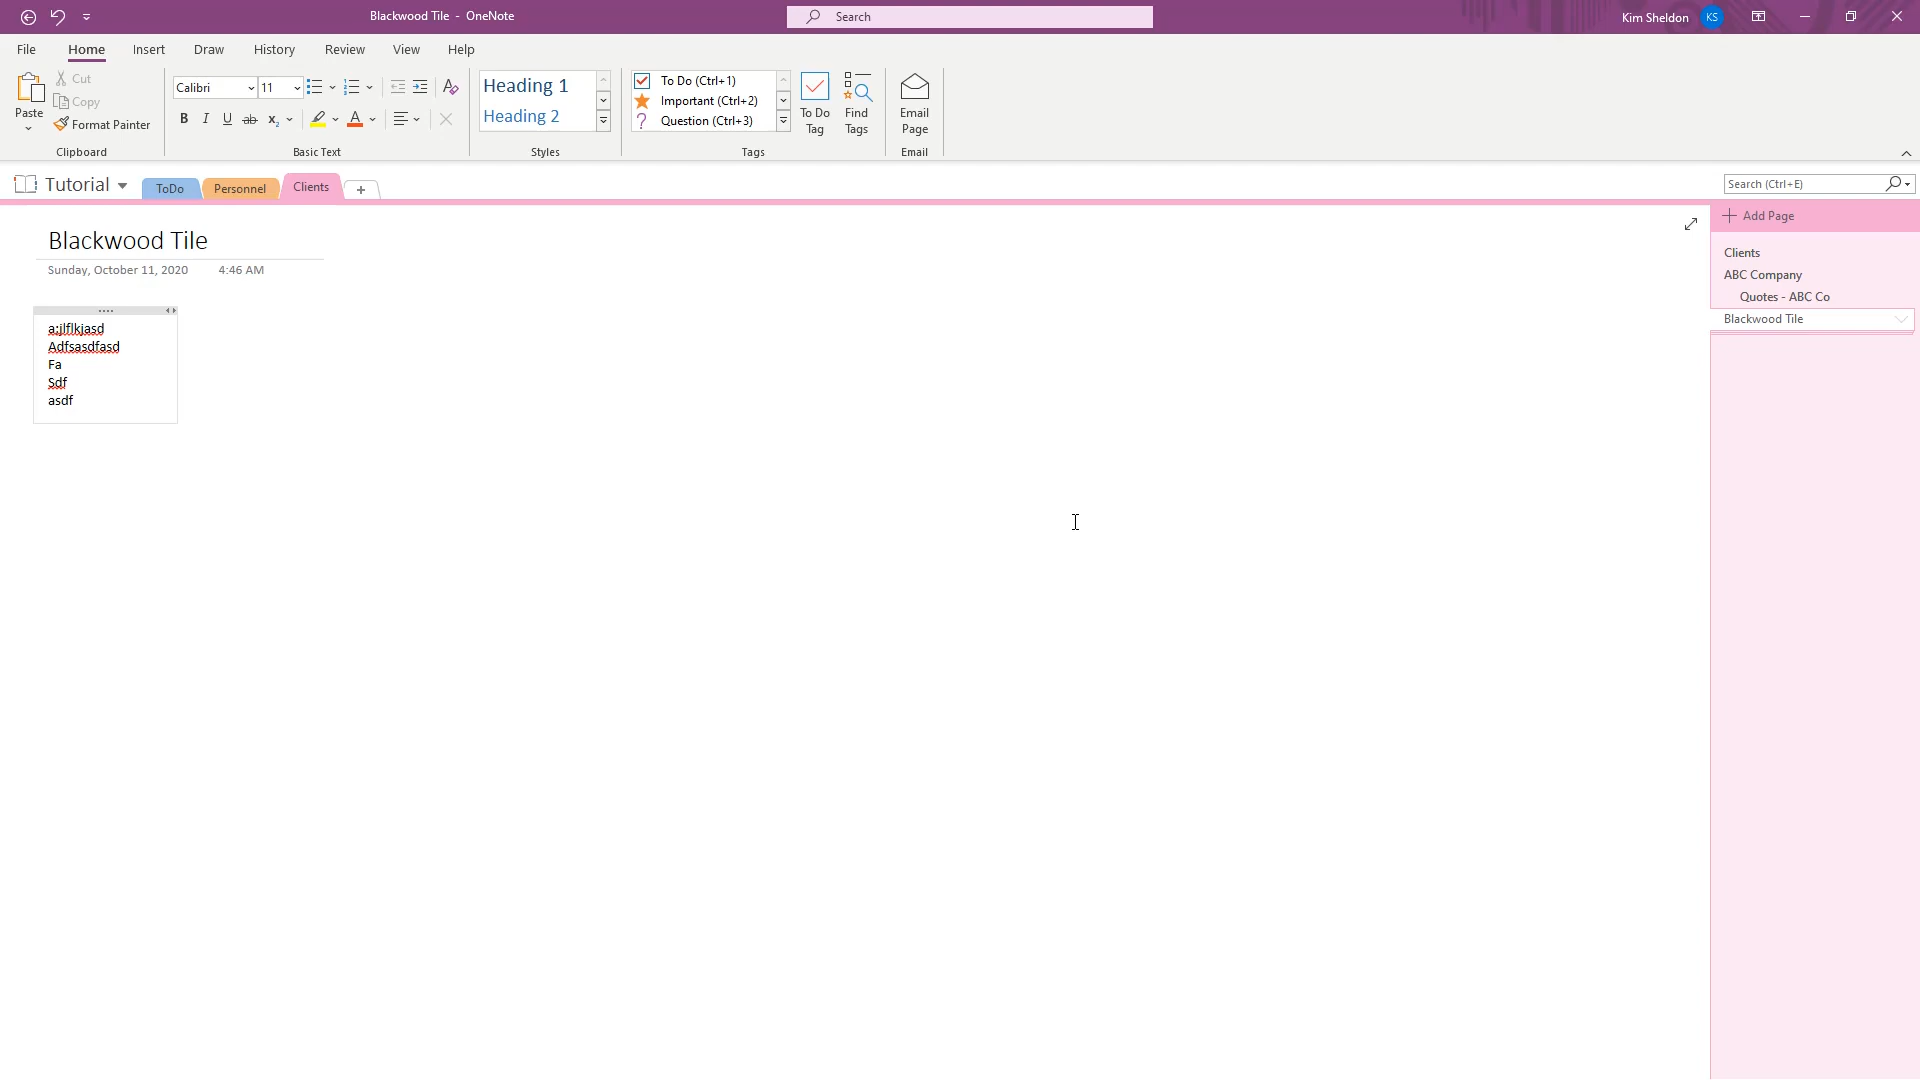 Blackwood Tile - OneNote
Search
Kim Sheldon
KS
File Home Insert Draw History Review View Help
Paste
Cut
Copy
Format Painter
Clipboard
Calibri 11
B I U ab x₂ A
Basic Text
Heading 1
Heading 2
Styles
To Do (Ctrl+1)
Important (Ctrl+2)
Question (Ctrl+3)
To Do Tag
Find Tags
Tags
Email Page
Email
Tutorial
ToDo
Personnel
Clients
Search (Ctrl+E)
Blackwood Tile
Sunday, October 11, 2020 4:46 AM
a;jlflkjasd
Adfsasdfasd
Fa
Sdf
asdf
Add Page
Clients
ABC Company
Quotes - ABC Co
Blackwood Tile